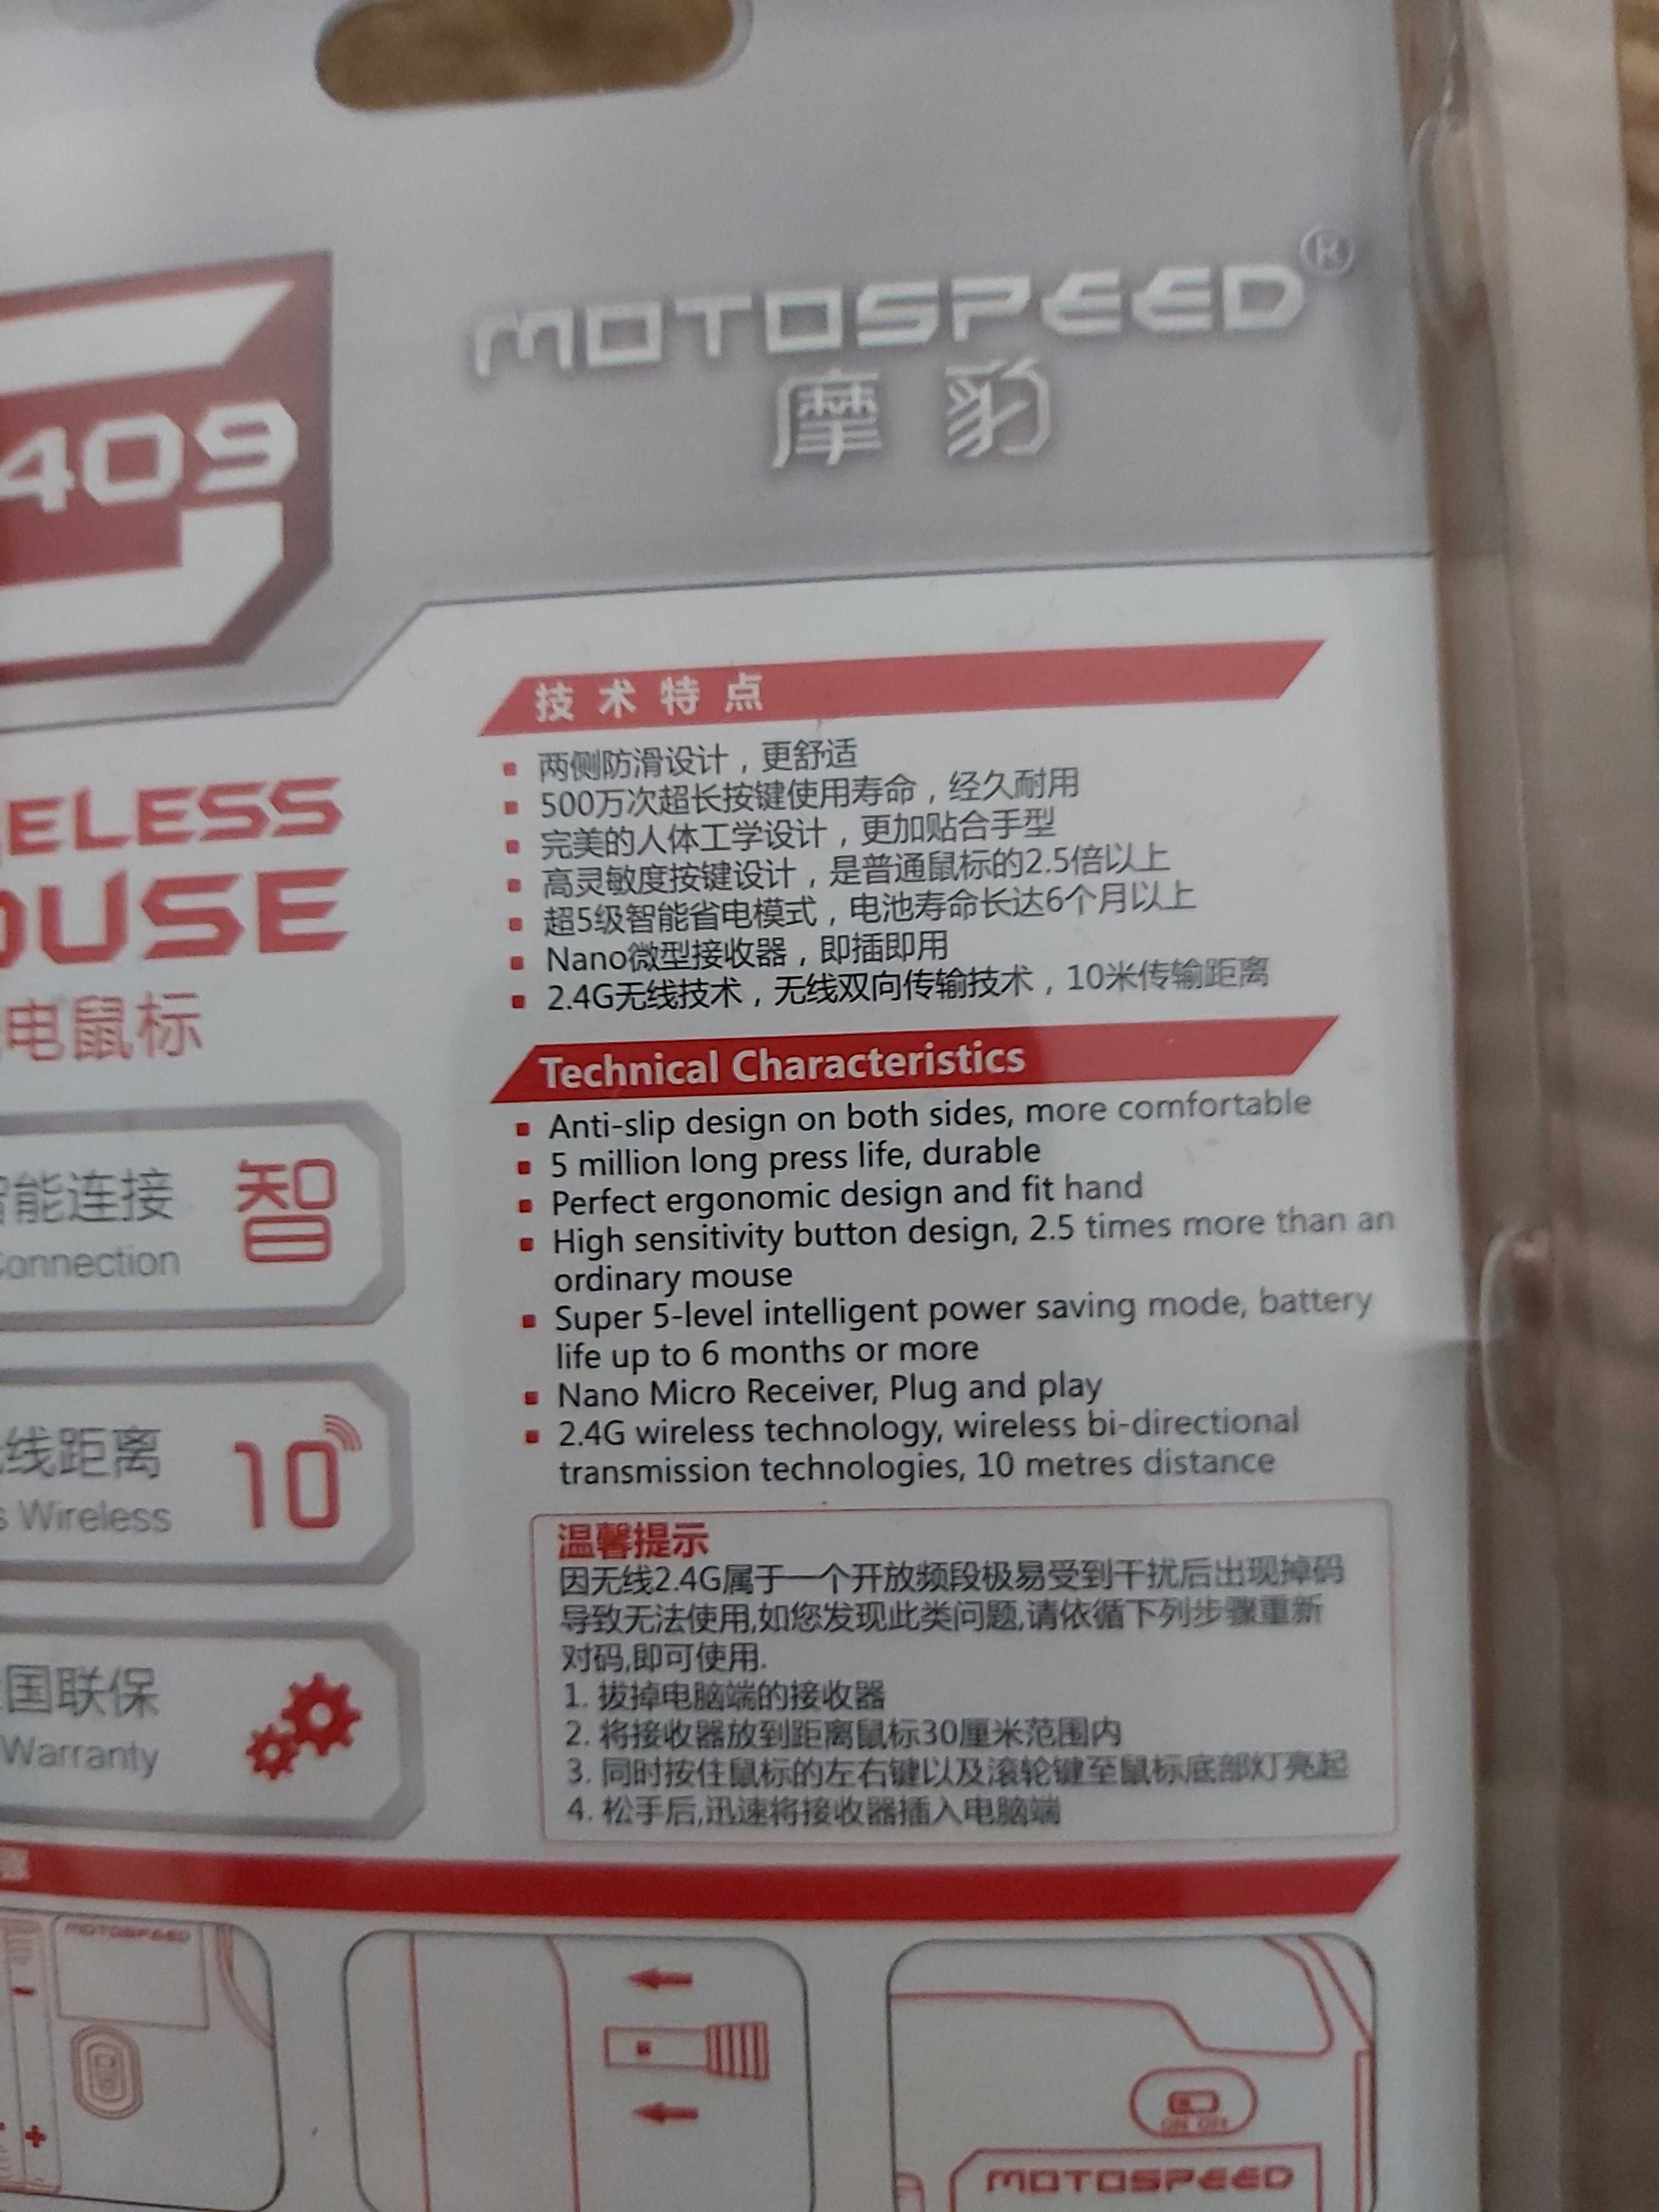 MOTOSPEED®
摩豹
409
技术特点
两侧防滑设计，更舒适
500万次超长按键使用寿命，经久耐用
完美的人体工学设计，更加贴合手型
高灵敏度按键设计，是普通鼠标的2.5倍以上
超5级智能省电模式，电池寿命长达6个月以上
Nano微型接收器，即插即用
2.4G无线技术，无线双向传输技术，10米传输距离
Technical Characteristics
Anti-slip design on both sides, more comfortable
5 million long press life, durable
Perfect ergonomic design and fit hand
High sensitivity button design, 2.5 times more than an
ordinary mouse
Super 5-level intelligent power saving mode, battery
life up to 6 months or more
Nano Micro Receiver, Plug and play
2.4G wireless technology, wireless bi-directional
transmission technologies, 10 metres distance
温馨提示
因无线2.4G属于一个开放频段极易受到干扰后出现掉码
导致无法使用,如您发现此类问题,请依循下列步骤重新
对码,即可使用.
1. 拔掉电脑端的接收器
2. 将接收器放到距离鼠标30厘米范围内
3. 同时按住鼠标的左右键以及滚轮键至鼠标底部灯亮起
4. 松手后,迅速将接收器插入电脑端
ELESS
OUSE
电鼠标
智能连接
Connection
智
线距离
s Wireless
10
国联保
Warranty
MOTOSPEED
- +
ON OFF
MOTOSPEED